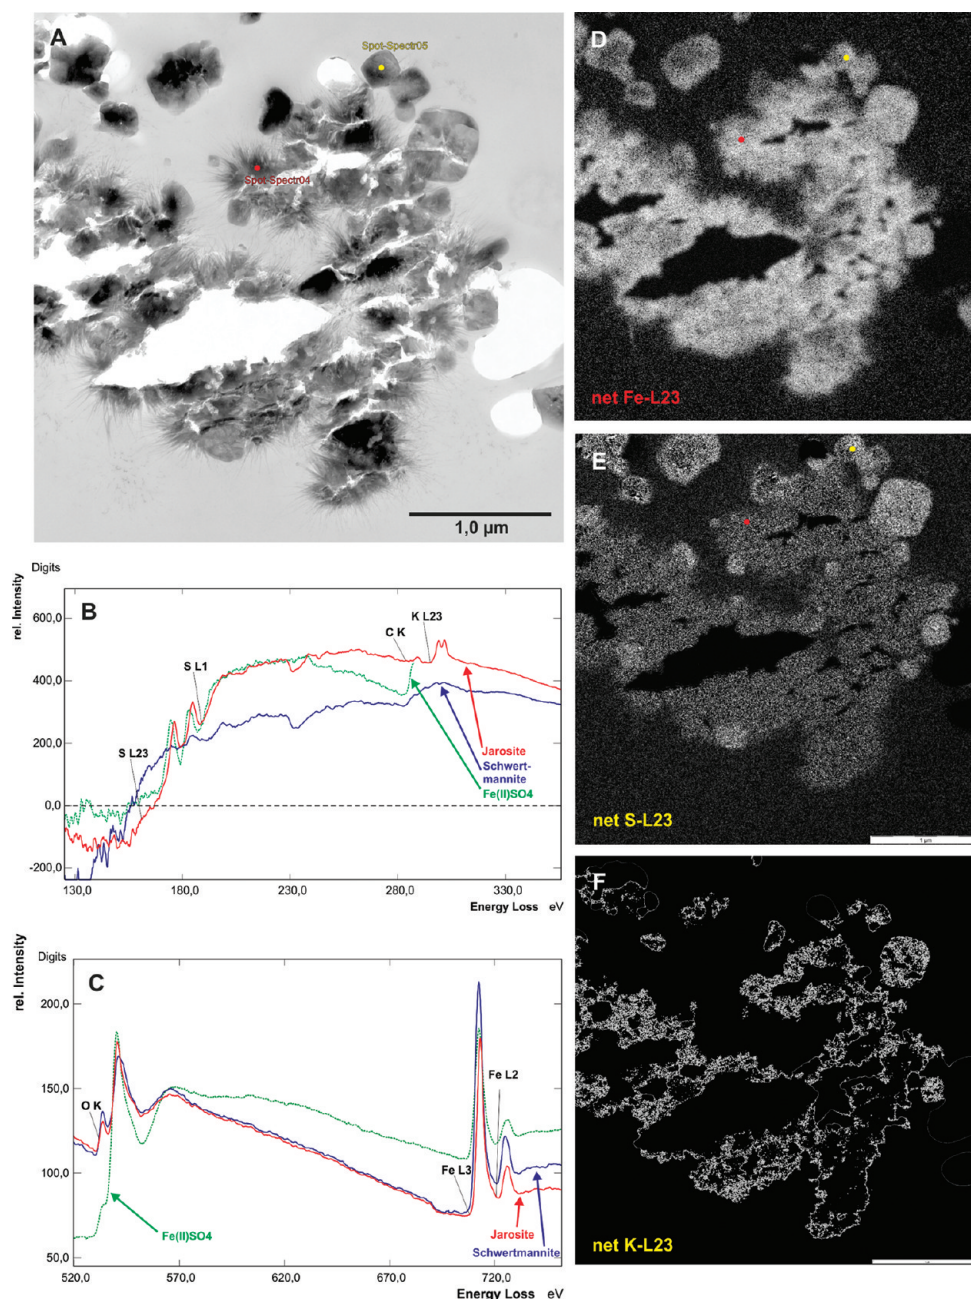 A
Spot-Spectr05
Spot-Spectr04
1,0 µm
D
net Fe-L23
E
net S-L23
1 µm
F
net K-L23
B
Digits
rel. Intensity
600,0
400,0
200,0
0,0
-200,0
S L23
S L1
C K
K L23
Jarosite
Schwert-
mannite
Fe(II)SO4
130,0 180,0 230,0 280,0 330,0
Energy Loss eV
C
Digits
rel. Intensity
200,0
150,0
100,0
50,0
O K
Fe L3
Fe L2
Fe(II)SO4
Jarosite
Schwertmannite
520,0 570,0 620,0 670,0 720,0
Energy Loss eV